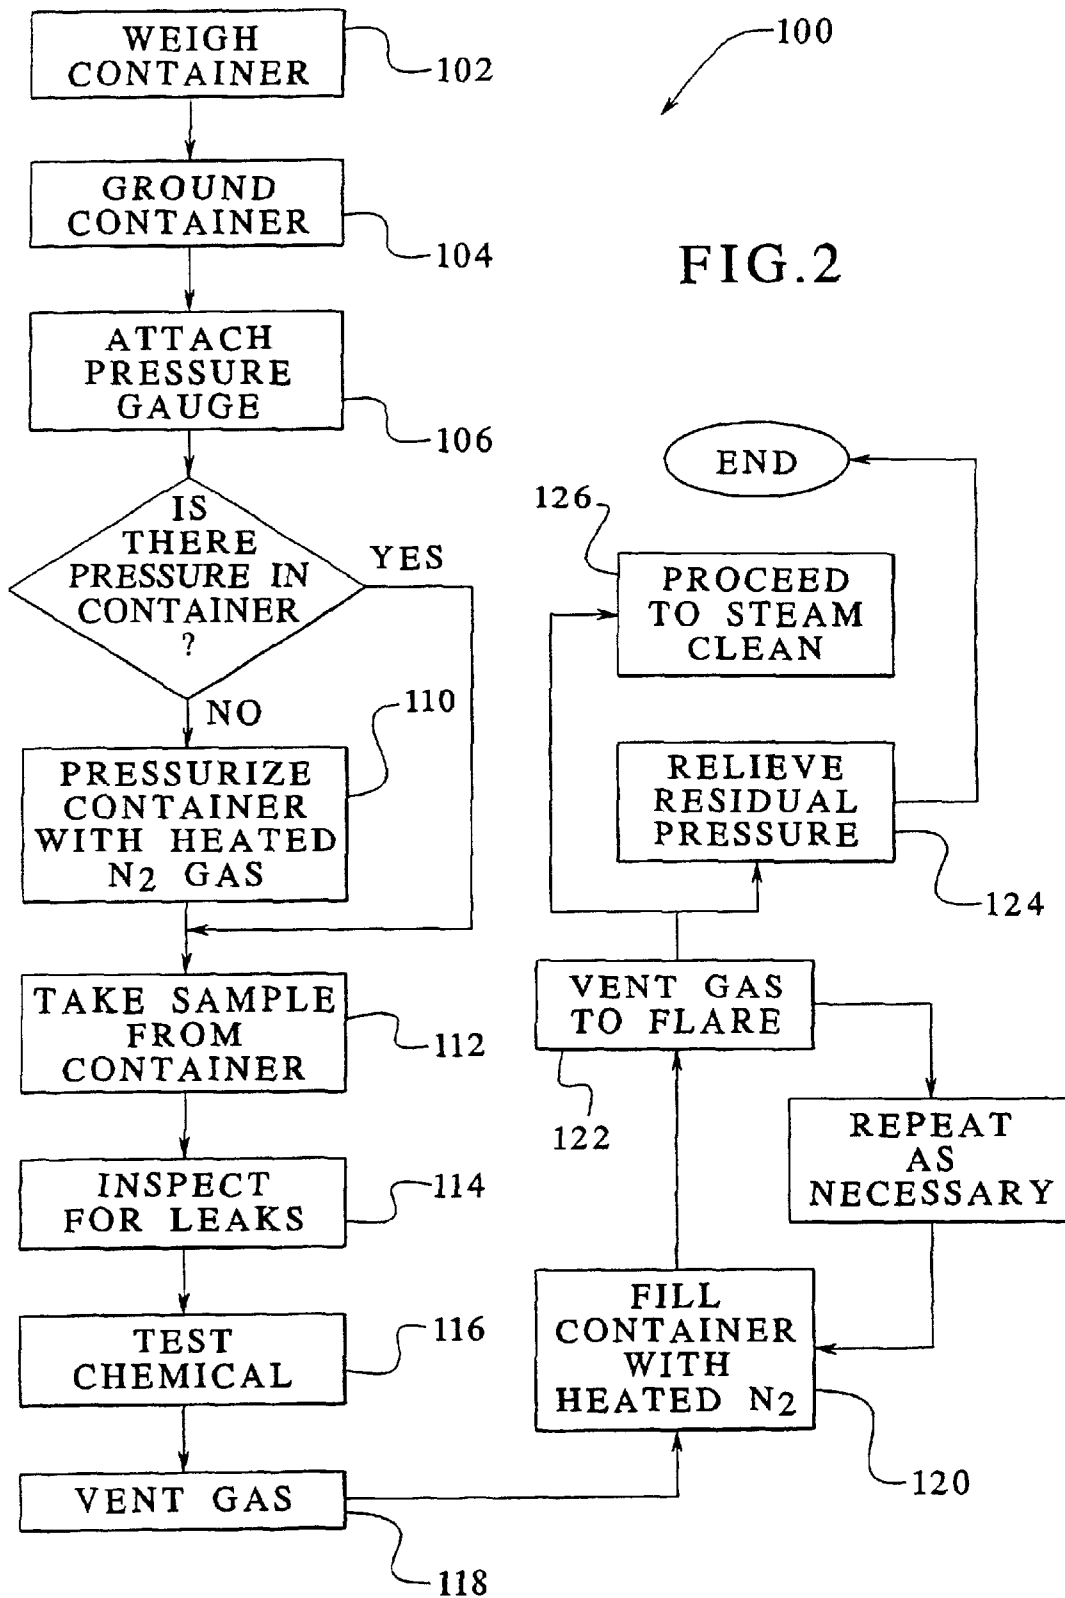 WEIGH
CONTAINER
102
100
GROUND
CONTAINER
104
FIG.2
ATTACH
PRESSURE
GAUGE
106
IS
THERE
PRESSURE IN
CONTAINER
?
YES
NO
110
PRESSURIZE
CONTAINER
WITH HEATED
N2 GAS
TAKE SAMPLE
FROM
CONTAINER
112
INSPECT
FOR LEAKS
114
TEST
CHEMICAL
116
VENT GAS
118
FILL
CONTAINER
WITH
HEATED N2
120
VENT GAS
TO FLARE
122
REPEAT
AS
NECESSARY
RELIEVE
RESIDUAL
PRESSURE
124
126
PROCEED
TO STEAM
CLEAN
END